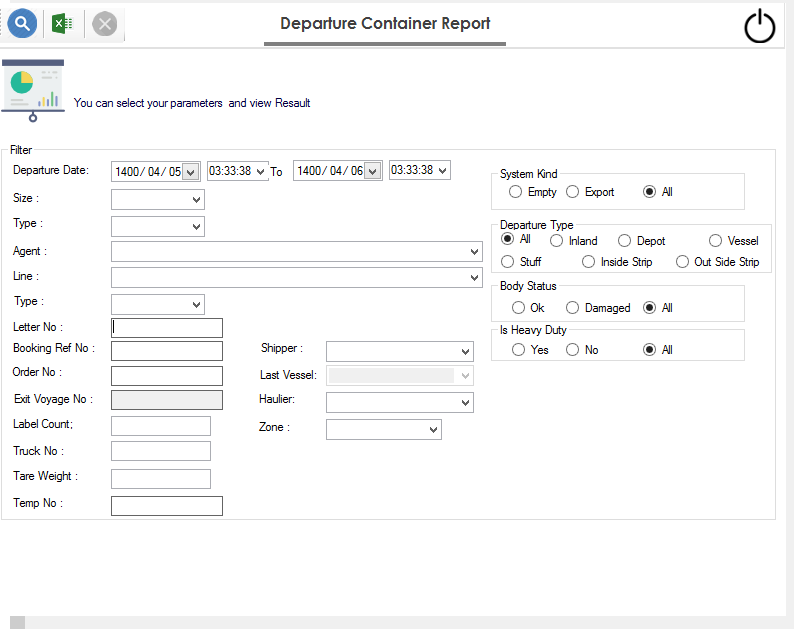 Departure Container Report
You can select your parameters and view Resault
Filter
Departure Date: 1400/ 04/ 05 03:33:38 To 1400/ 04/ 06 03:33:38
Size :
Type :
Agent :
Line :
Type :
Letter No :
Booking Ref No :
Order No :
Exit Voyage No :
Label Count;
Truck No :
Tare Weight :
Temp No :
Shipper :
Last Vessel:
Haulier:
Zone :
System Kind
Empty Export All
Departure Type
All Inland Depot Vessel
Stuff Inside Strip Out Side Strip
Body Status
Ok Damaged All
Is Heavy Duty
Yes No All